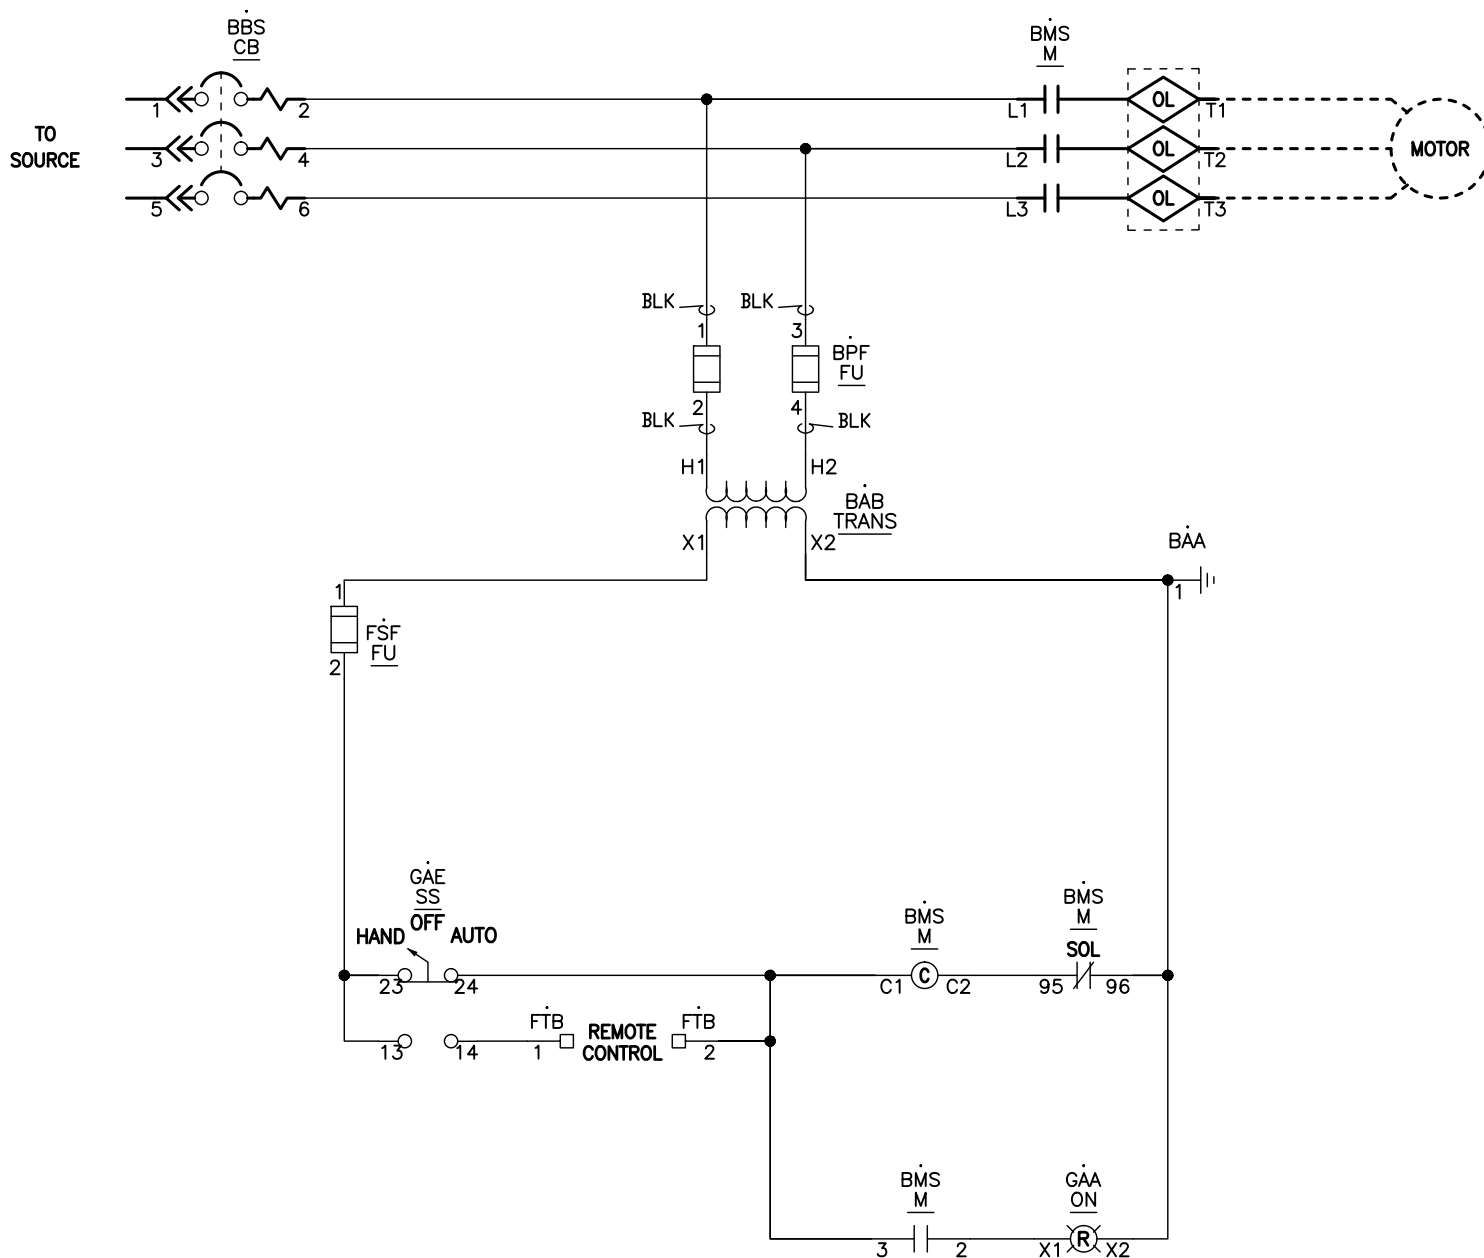 BBS
CB
BMS
M
1
2
L1
OL
T1
TO
SOURCE
3
4
L2
OL
T2
MOTOR
5
6
L3
OL
T3
BLK
BLK
1
3
BPF
FU
2
4
BLK
BLK
H1
H2
BAB
TRANS
X1
X2
BAA
1
1
FSF
FU
2
GAE
SS
OFF
HAND
AUTO
23
24
BMS
M
C1
C
C2
BMS
M
SOL
95
96
13
14
FTB
1
REMOTE
CONTROL
FTB
2
BMS
M
3
2
GAA
ON
X1
R
X2